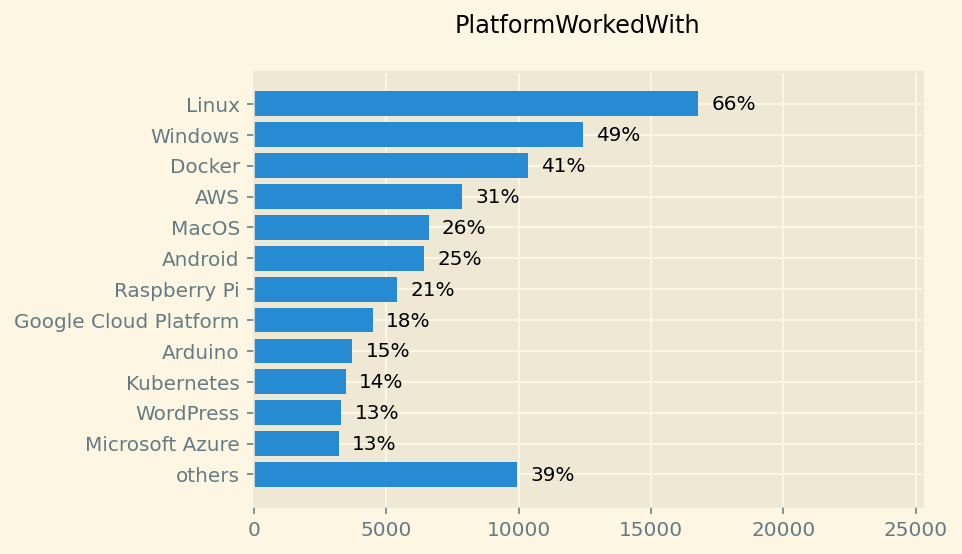 PlatformWorkedWith
Linux 66%
Windows 49%
Docker 41%
AWS 31%
MacOS 26%
Android 25%
Raspberry Pi 21%
Google Cloud Platform 18%
Arduino 15%
Kubernetes 14%
WordPress 13%
Microsoft Azure 13%
others 39%
0 5000 10000 15000 20000 25000